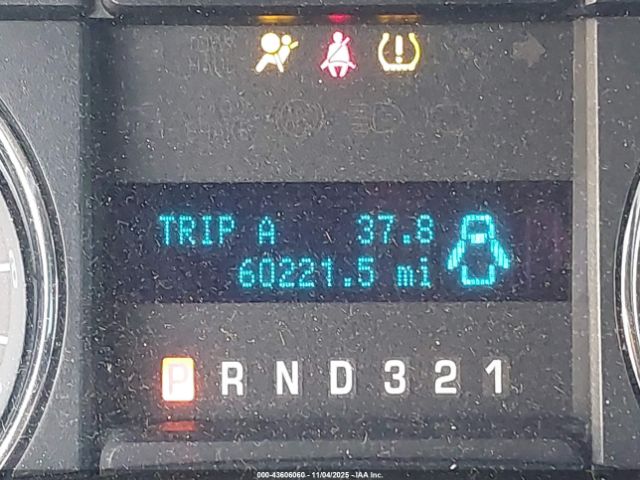 TRIP A 37.8
60221.5 mi
P R N D 3 2 1
000-43606060 - 11/04/2025 - IAA Inc.